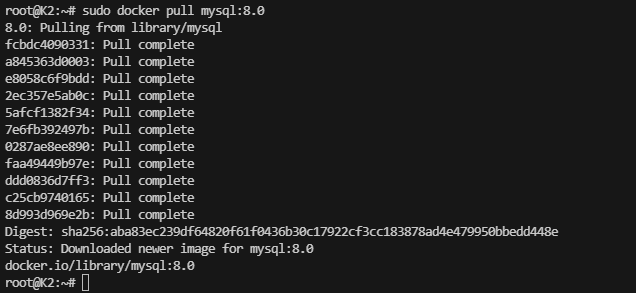 root@K2:~# sudo docker pull mysql:8.0
8.0: Pulling from library/mysql
fcbdc4090331: Pull complete
a845363d0003: Pull complete
e8058c6f9bdd: Pull complete
2ec357e5ab0c: Pull complete
5afcf1382f34: Pull complete
7e6fb392497b: Pull complete
0287ae8ee890: Pull complete
faa49449b97e: Pull complete
ddd0836d7ff3: Pull complete
c25cb9740165: Pull complete
8d993d969e2b: Pull complete
Digest: sha256:aba83ec239df64820f61f0436b30c17922cf3cc183878ad4e479950bbedd448e
Status: Downloaded newer image for mysql:8.0
docker.io/library/mysql:8.0
root@K2:~#